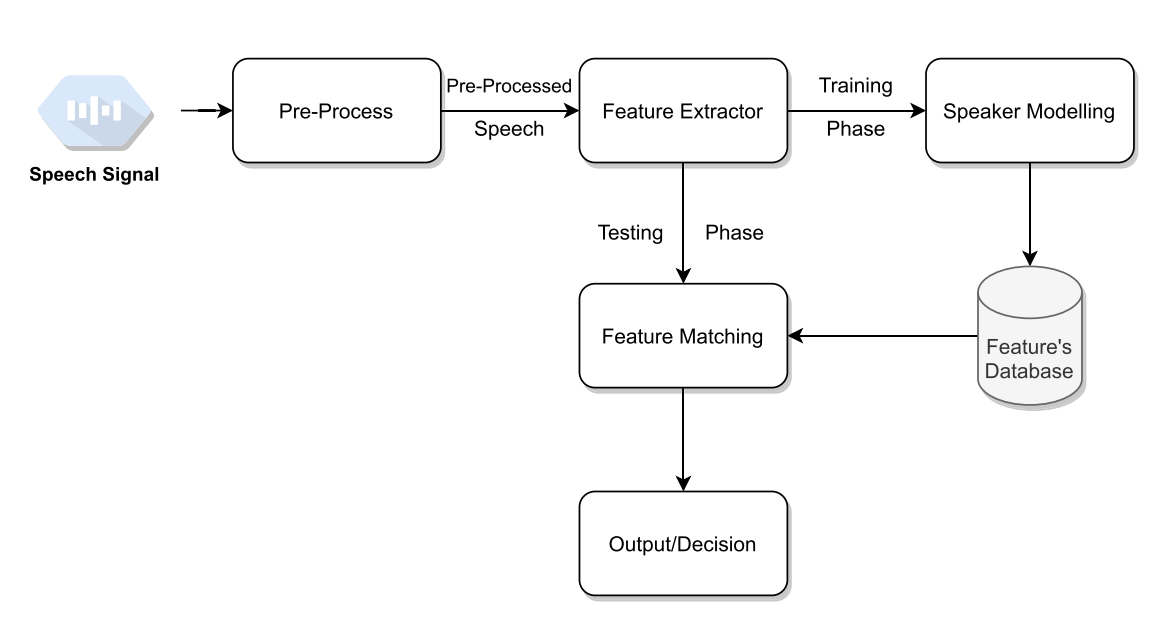 Speech Signal
Pre-Process
Pre-Processed
Speech
Feature Extractor
Training
Phase
Speaker Modelling
Testing Phase
Feature Matching
Feature's
Database
Output/Decision